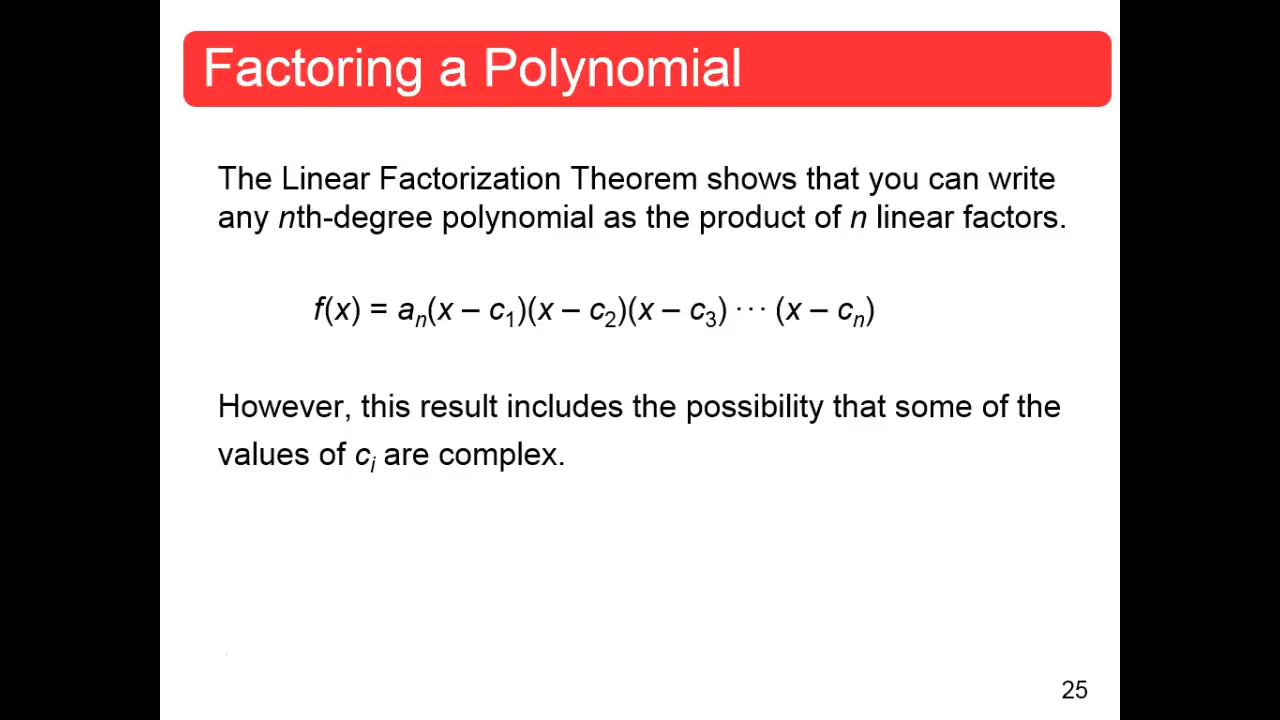 Factoring a Polynomial
The Linear Factorization Theorem shows that you can write
any nth-degree polynomial as the product of n linear factors.
f(x) = aₙ(x – c₁)(x – c₂)(x – c₃) ··· (x – cₙ)
However, this result includes the possibility that some of the
values of cᵢ are complex.
25